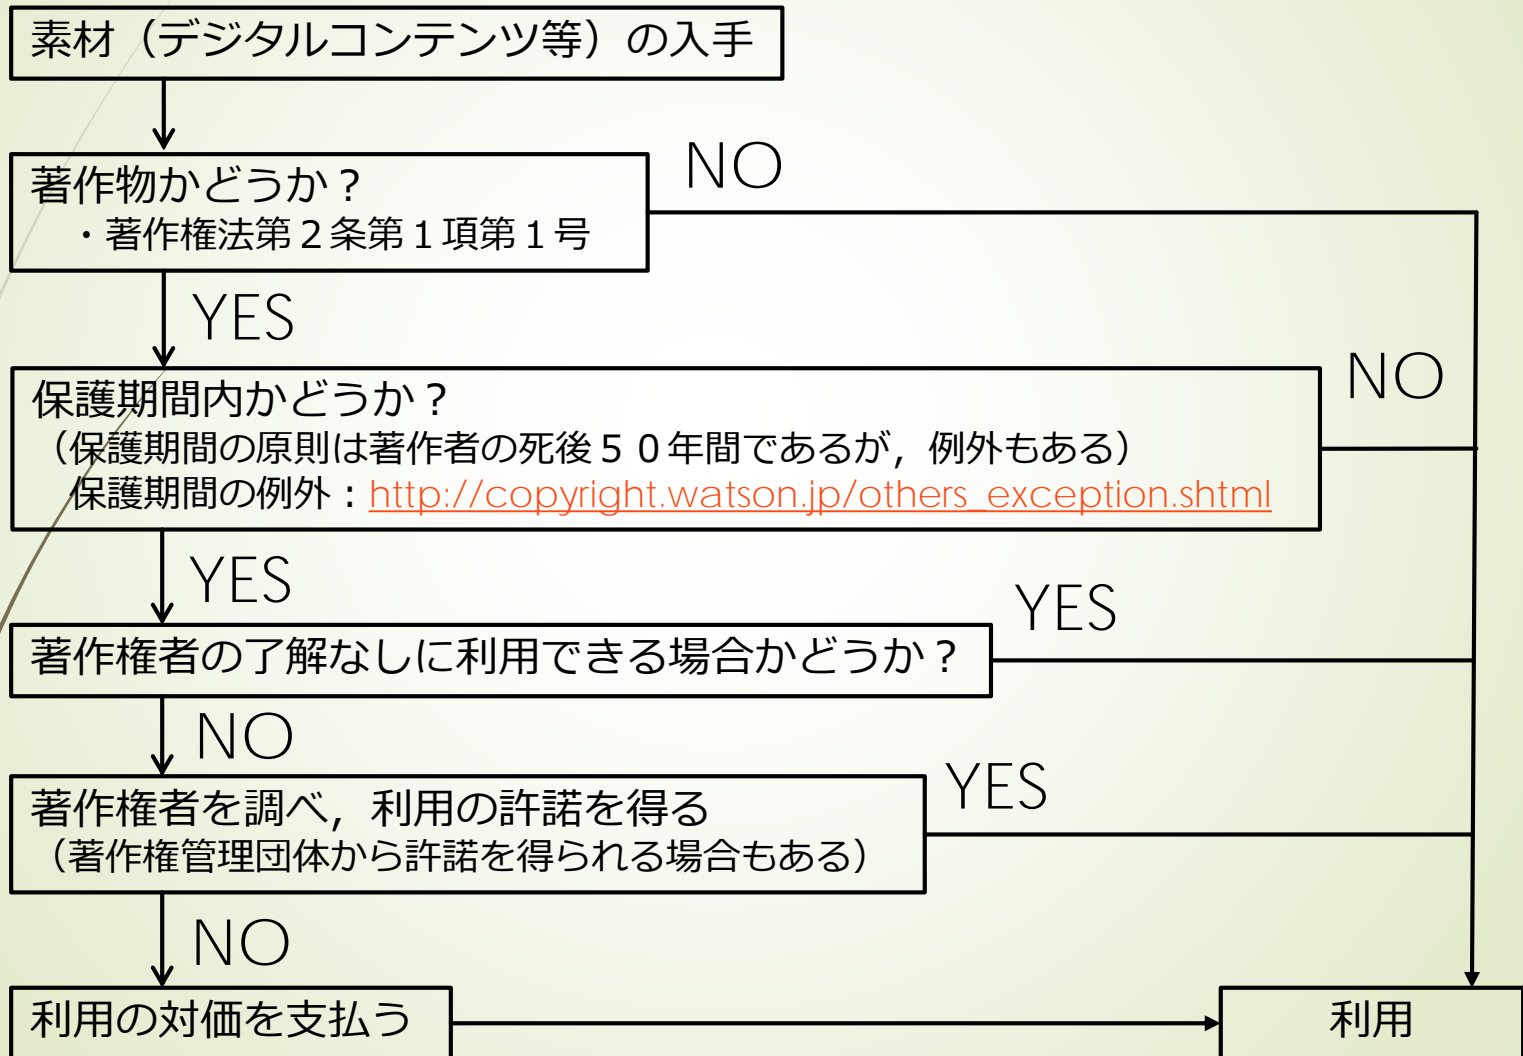 素材（デジタルコンテンツ等）の入手
著作物かどうか？
NO
・著作権法第２条第１項第１号
YES
保護期間内かどうか？
NO
（保護期間の原則は著作者の死後５０年間であるが，例外もある）
保護期間の例外：http://copyright.watson.jp/others_exception.shtml
YES
YES
著作権者の了解なしに利用できる場合かどうか？
NO
著作権者を調べ，利用の許諾を得る
YES
（著作権管理団体から許諾を得られる場合もある）
NO
利用の対価を支払う
利用